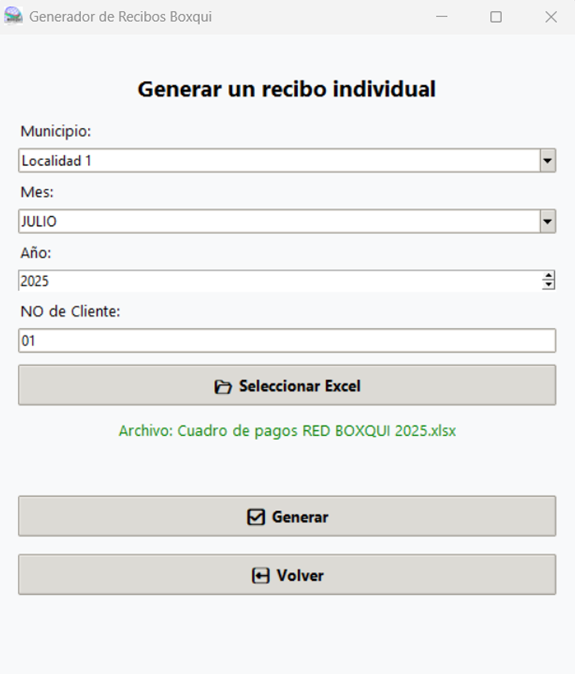 Generador de Recibos Boxqui
Generar un recibo individual
Municipio:
Localidad 1
Mes:
JULIO
Año:
2025
NO de Cliente:
01
Seleccionar Excel
Archivo: Cuadro de pagos RED BOXQUI 2025.xlsx
Generar
Volver